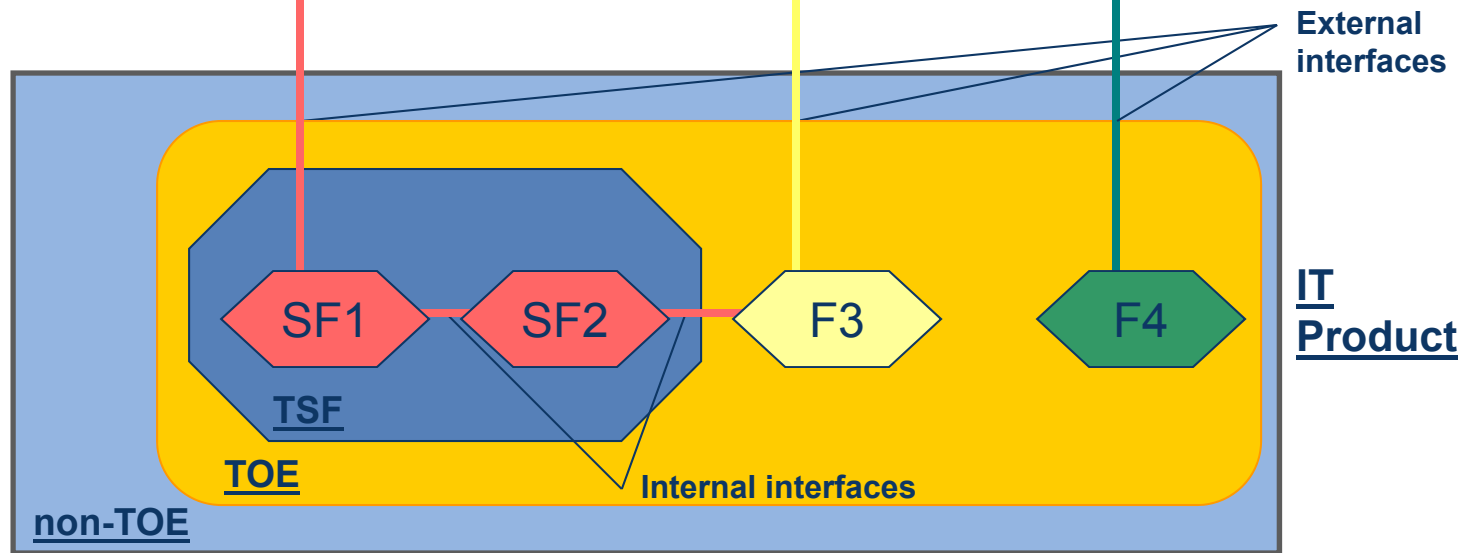 External
interfaces
SF1
SF2
F3
F4
IT
Product
TSF
TOE
Internal interfaces
non-TOE